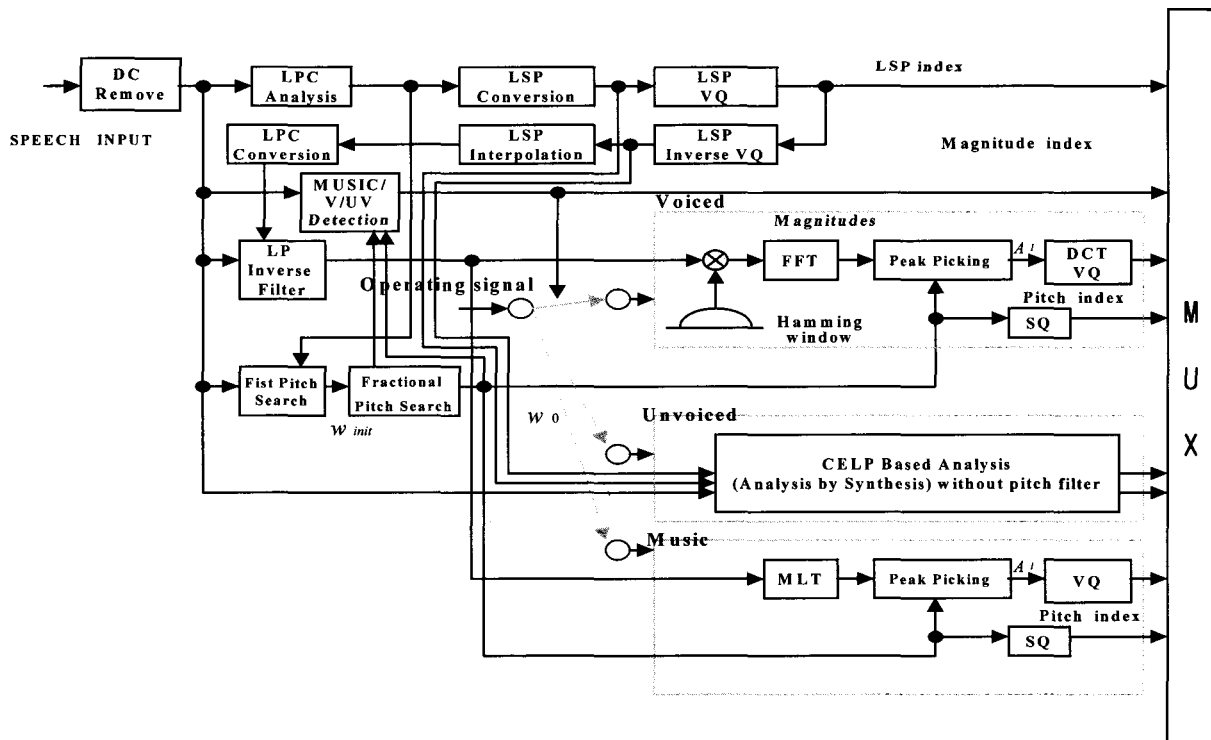 DC
Remove
LPC
Analysis
LSP
Conversion
LSP
VQ
LSP index
SPEECH INPUT
LPC
Conversion
LSP
Interpolation
LSP
Inverse VQ
Magnitude index
MUSIC/
V/UV
Detection
Voiced
Magnitudes
LP
Inverse
Filter
FFT
Peak Picking
A l
DCT
VQ
Operating signal
Pitch index
SQ
Hamming
window
Fist Pitch
Search
Fractional
Pitch Search
w init
w 0
Unvoiced
CELP Based Analysis
(Analysis by Synthesis) without pitch filter
Music
MLT
Peak Picking
A l
VQ
Pitch index
SQ
M
U
X